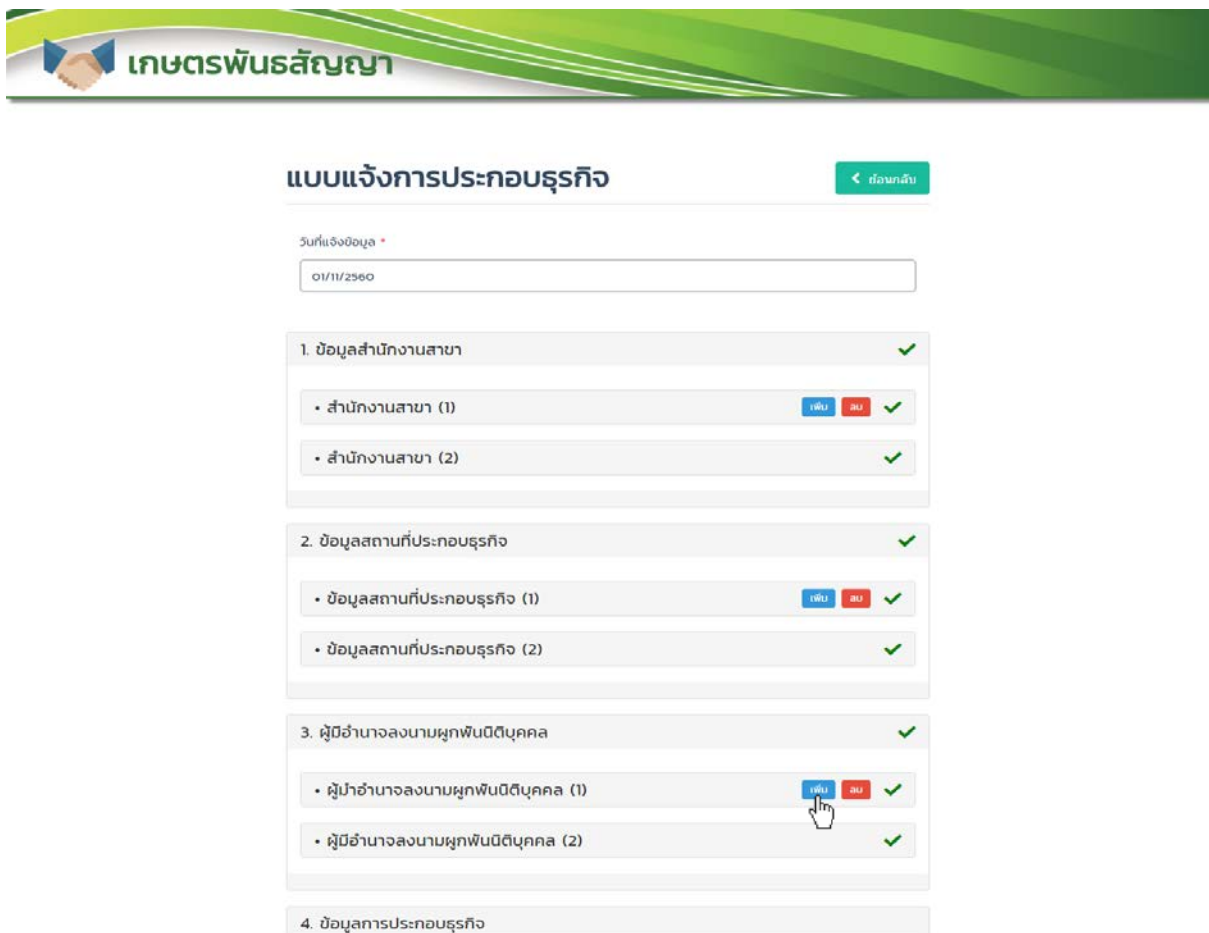 เกษตรพันธสัญญา
แบบแจ้งการประกอบธุรกิจ
ย้อนกลับ
วันที่แจ้งข้อมูล *
01/11/2560
1. ข้อมูลสำนักงานสาขา
• สำนักงานสาขา (1) เพิ่ม ลบ
• สำนักงานสาขา (2)
2. ข้อมูลสถานที่ประกอบธุรกิจ
• ข้อมูลสถานที่ประกอบธุรกิจ (1) เพิ่ม ลบ
• ข้อมูลสถานที่ประกอบธุรกิจ (2)
3. ผู้มีอำนาจลงนามผูกพันนิติบุคคล
• ผู้มำอำนาจลงนามผูกพันนิติบุคคล (1) เพิ่ม ลบ
• ผู้มีอำนาจลงนามผูกพันนิติบุคคล (2)
4. ข้อมูลการประกอบธุรกิจ